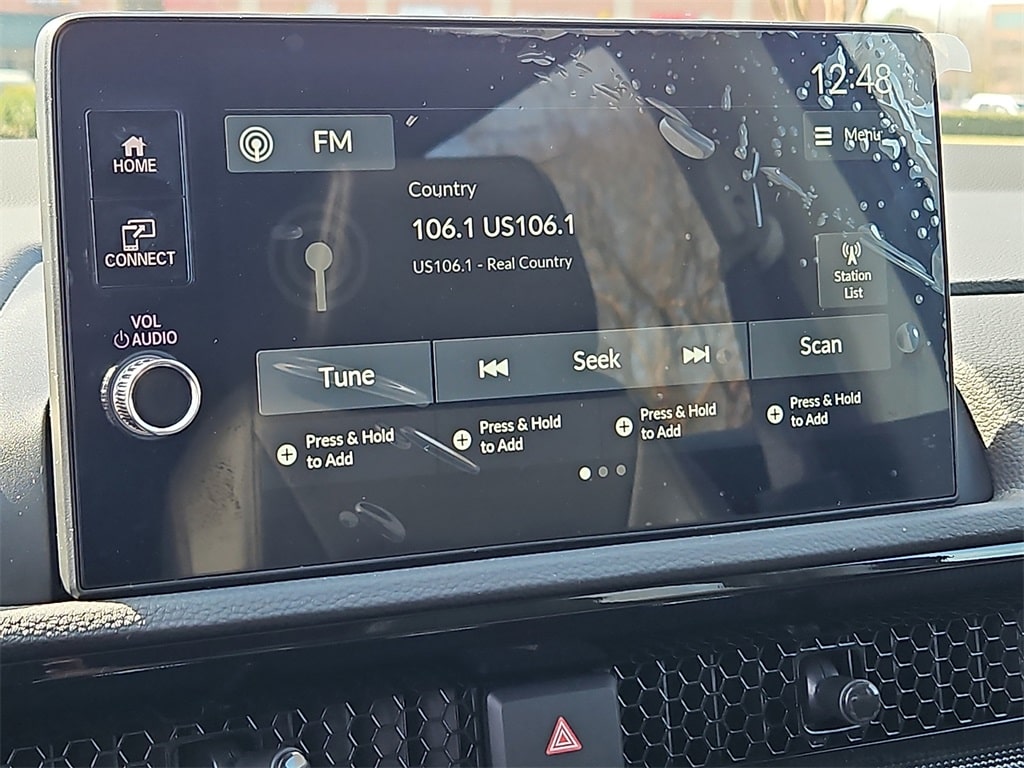 12:48
HOME
FM
Menu
Country
106.1 US106.1
CONNECT
US106.1 - Real Country
Station
List
VOL
AUDIO
Tune
Seek
Scan
Press & Hold
to Add
Press & Hold
to Add
Press & Hold
to Add
Press & Hold
to Add